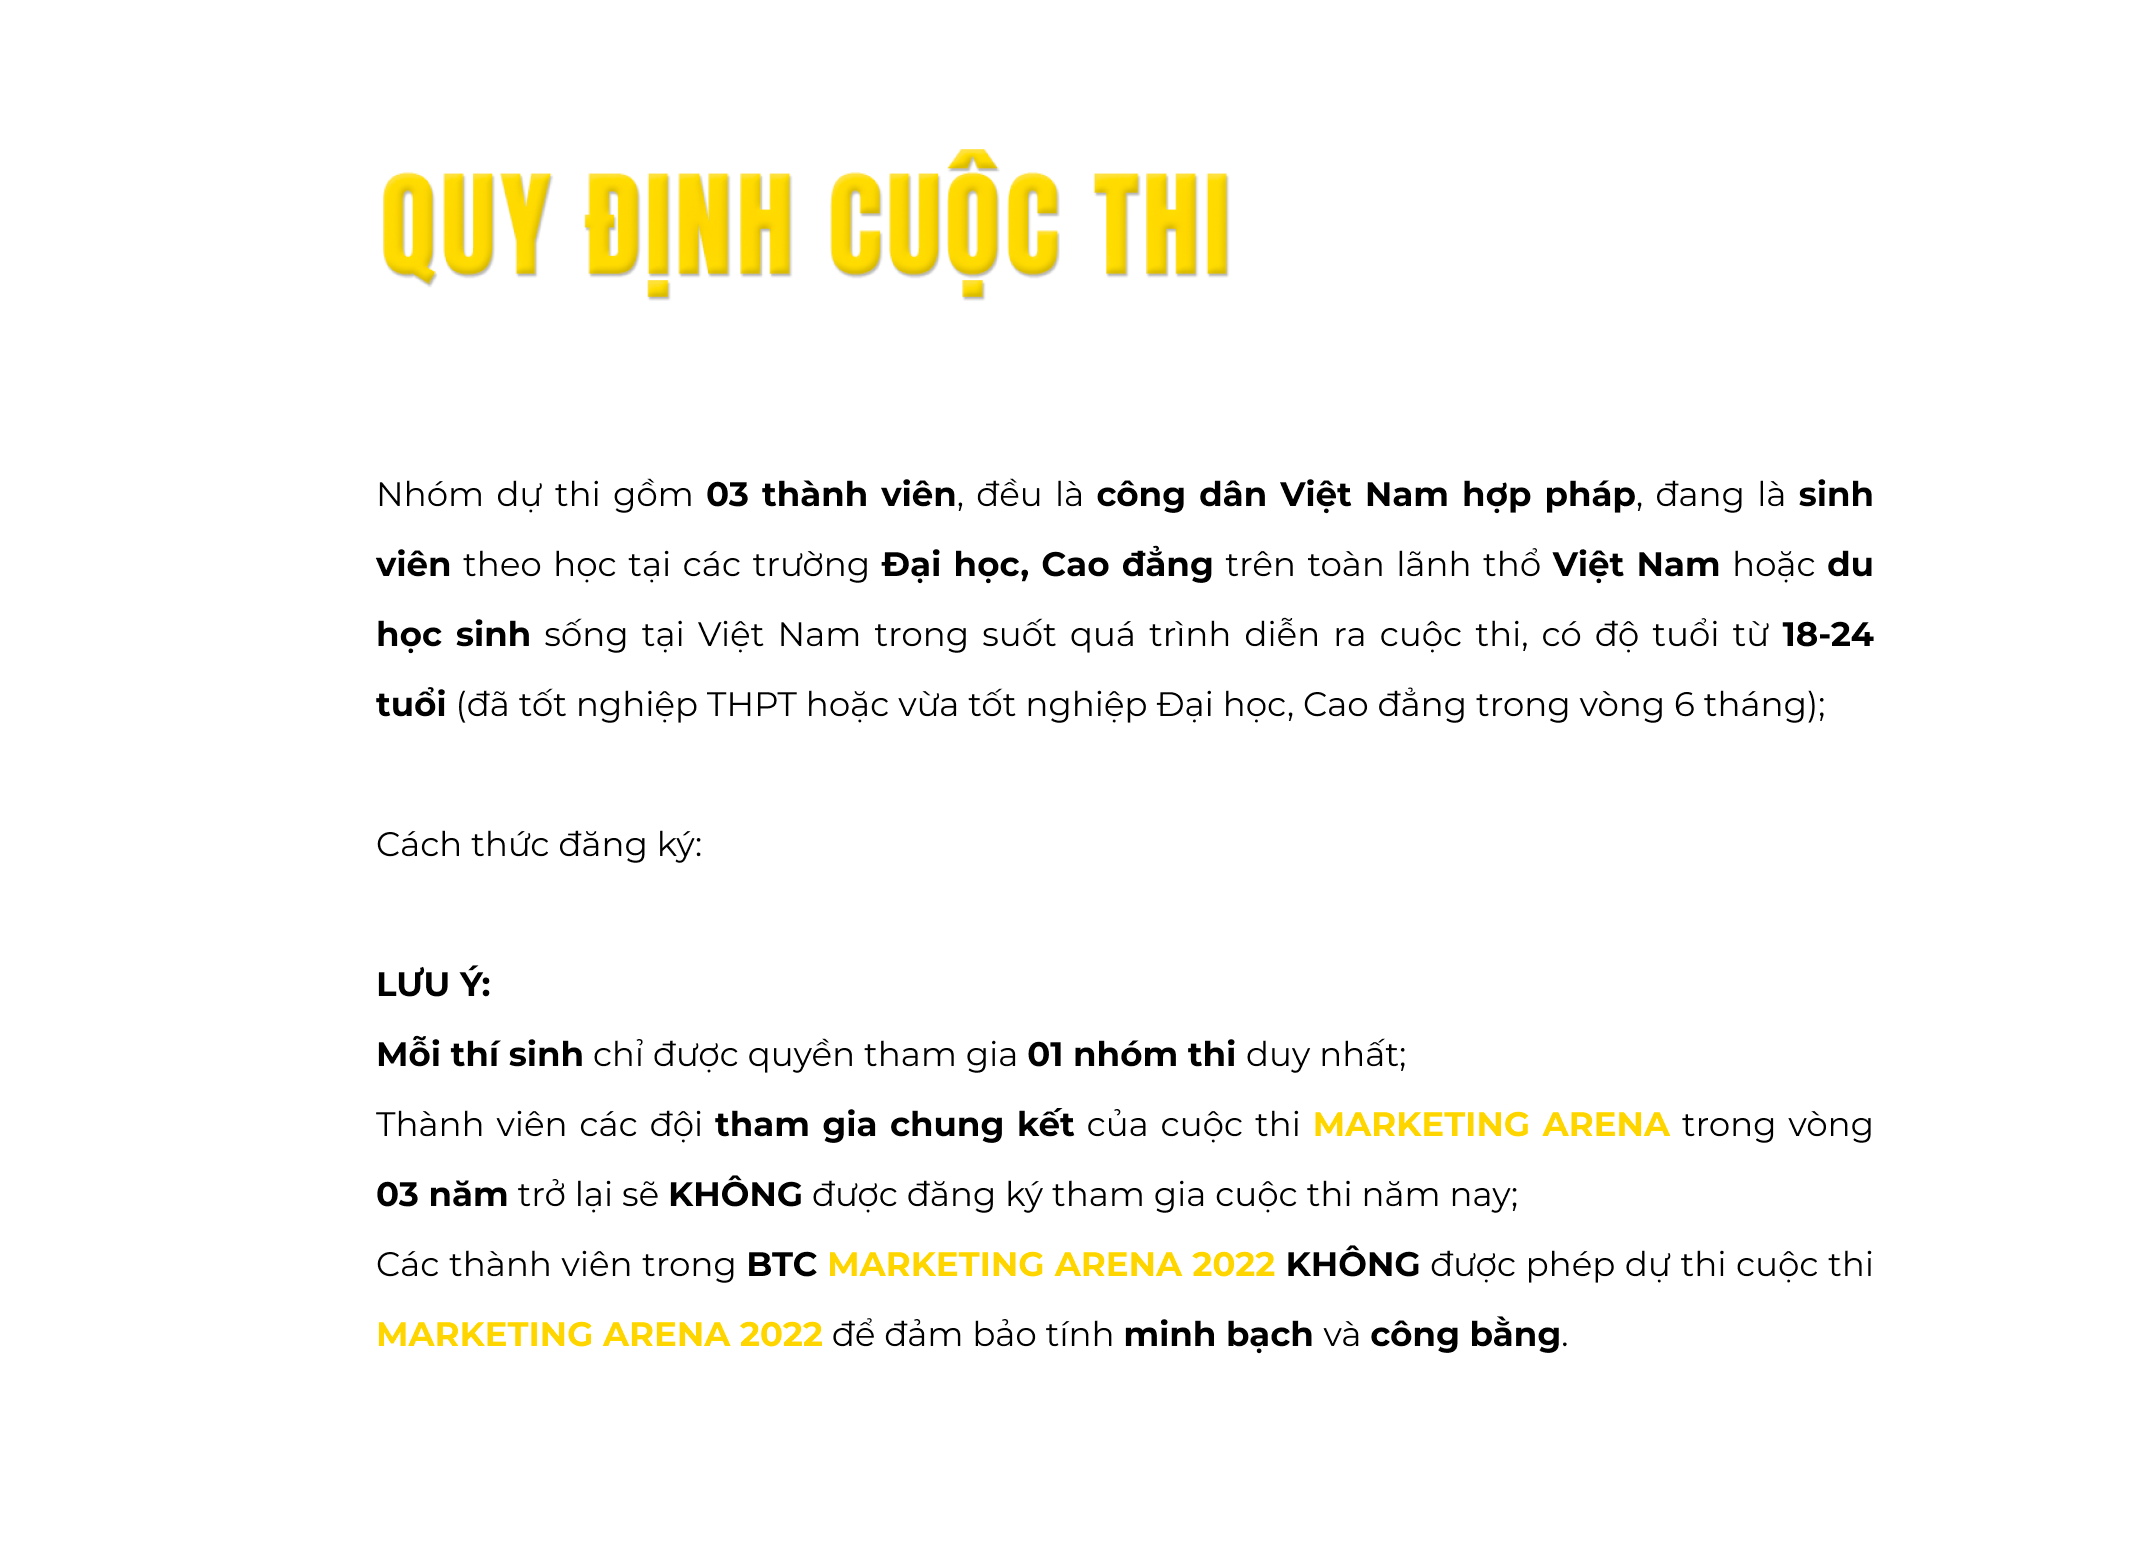 QUY ĐỊNH CUỘC THI
Nhóm dự thi gồm 03 thành viên, đều là công dân Việt Nam hợp pháp, đang là sinh
viên theo học tại các trường Đại học, Cao đẳng trên toàn lãnh thổ Việt Nam hoặc du
học sinh sống tại Việt Nam trong suốt quá trình diễn ra cuộc thi, có độ tuổi từ 18-24
tuổi (đã tốt nghiệp THPT hoặc vừa tốt nghiệp Đại học, Cao đẳng trong vòng 6 tháng);
Cách thức đăng ký:
LƯU Ý:
Mỗi thí sinh chỉ được quyền tham gia 01 nhóm thi duy nhất;
Thành viên các đội tham gia chung kết của cuộc thi MARKETING ARENA trong vòng
03 năm trở lại sẽ KHÔNG được đăng ký tham gia cuộc thi năm nay;
Các thành viên trong BTC MARKETING ARENA 2022 KHÔNG được phép dự thi cuộc thi
MARKETING ARENA 2022 để đảm bảo tính minh bạch và công bằng.